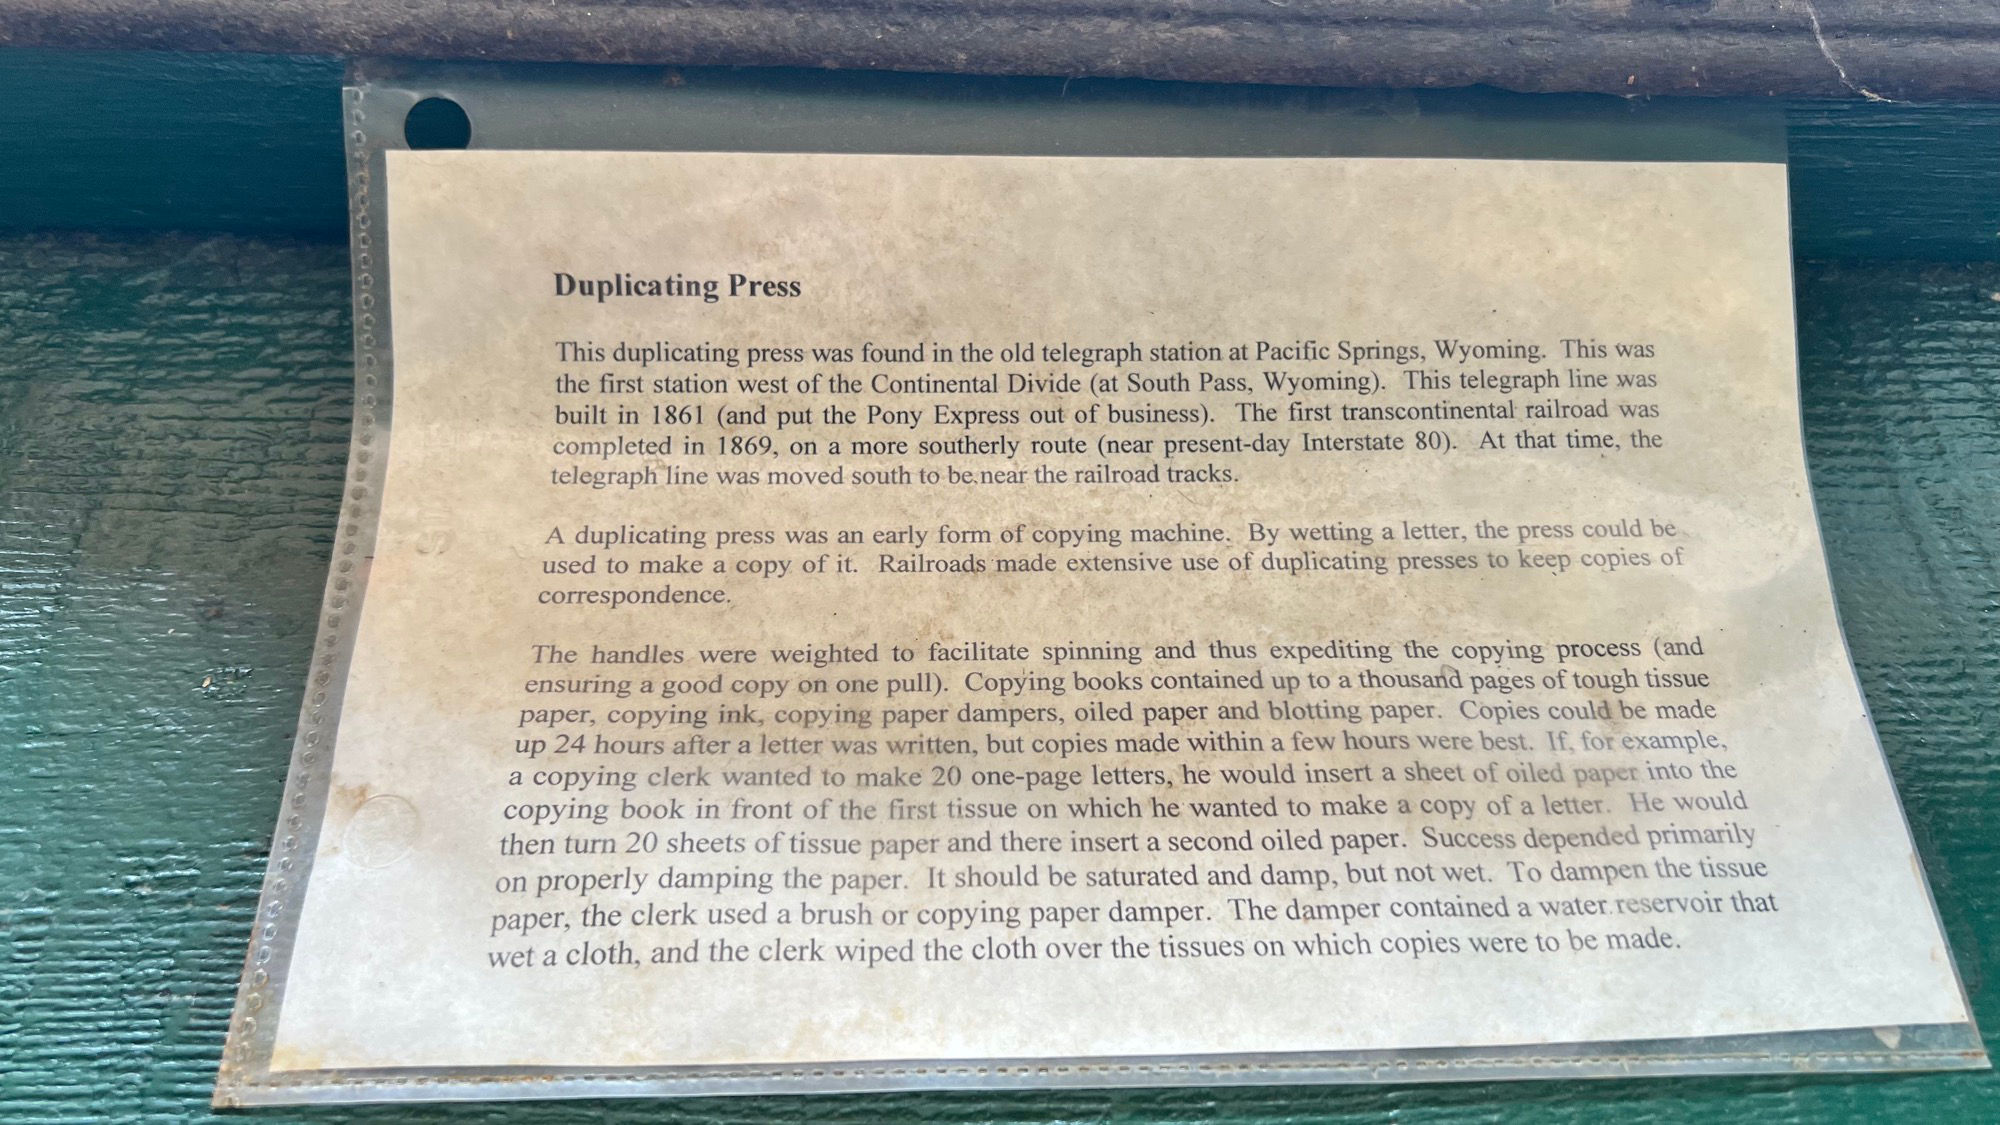 Duplicating Press
This duplicating press was found in the old telegraph station at Pacific Springs, Wyoming. This was
the first station west of the Continental Divide (at South Pass, Wyoming). This telegraph line was
built in 1861 (and put the Pony Express out of business). The first transcontinental railroad was
completed in 1869, on a more southerly route (near present-day Interstate 80). At that time, the
telegraph line was moved south to be near the railroad tracks.
A duplicating press was an early form of copying machine. By wetting a letter, the press could be
used to make a copy of it. Railroads made extensive use of duplicating presses to keep copies of
correspondence.
The handles were weighted to facilitate spinning and thus expediting the copying process (and
ensuring a good copy on one pull). Copying books contained up to a thousand pages of tough tissue
paper, copying ink, copying paper dampers, oiled paper and blotting paper. Copies could be made
up 24 hours after a letter was written, but copies made within a few hours were best. If, for example,
a copying clerk wanted to make 20 one-page letters, he would insert a sheet of oiled paper into the
copying book in front of the first tissue on which he wanted to make a copy of a letter. He would
then turn 20 sheets of tissue paper and there insert a second oiled paper. Success depended primarily
on properly damping the paper. It should be saturated and damp, but not wet. To dampen the tissue
paper, the clerk used a brush or copying paper damper. The damper contained a water reservoir that
wet a cloth, and the clerk wiped the cloth over the tissues on which copies were to be made.